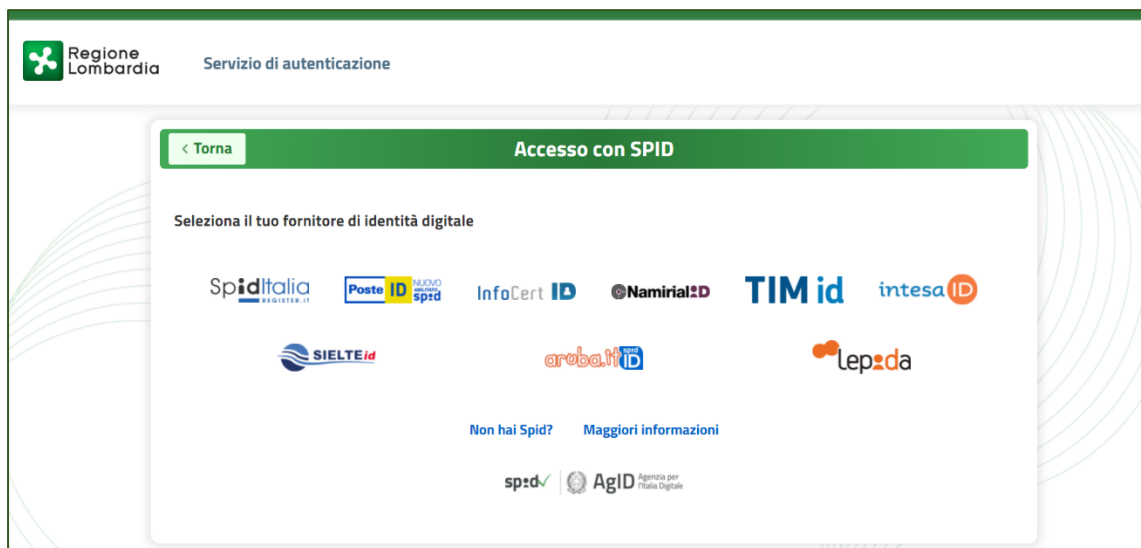 Regione
Lombardia
Servizio di autenticazione
< Torna
Accesso con SPID
Seleziona il tuo fornitore di identità digitale
SpidItalia
REGISTER.IT
Poste ID NUOVO
ABILITATO
spid
InfoCert ID
Namirial ID
TIM id
intesa ID
SIELTE id
aruba.it spid
ID
Lepida
Non hai Spid? Maggiori informazioni
spid AgID Agenzia per
l'Italia Digitale